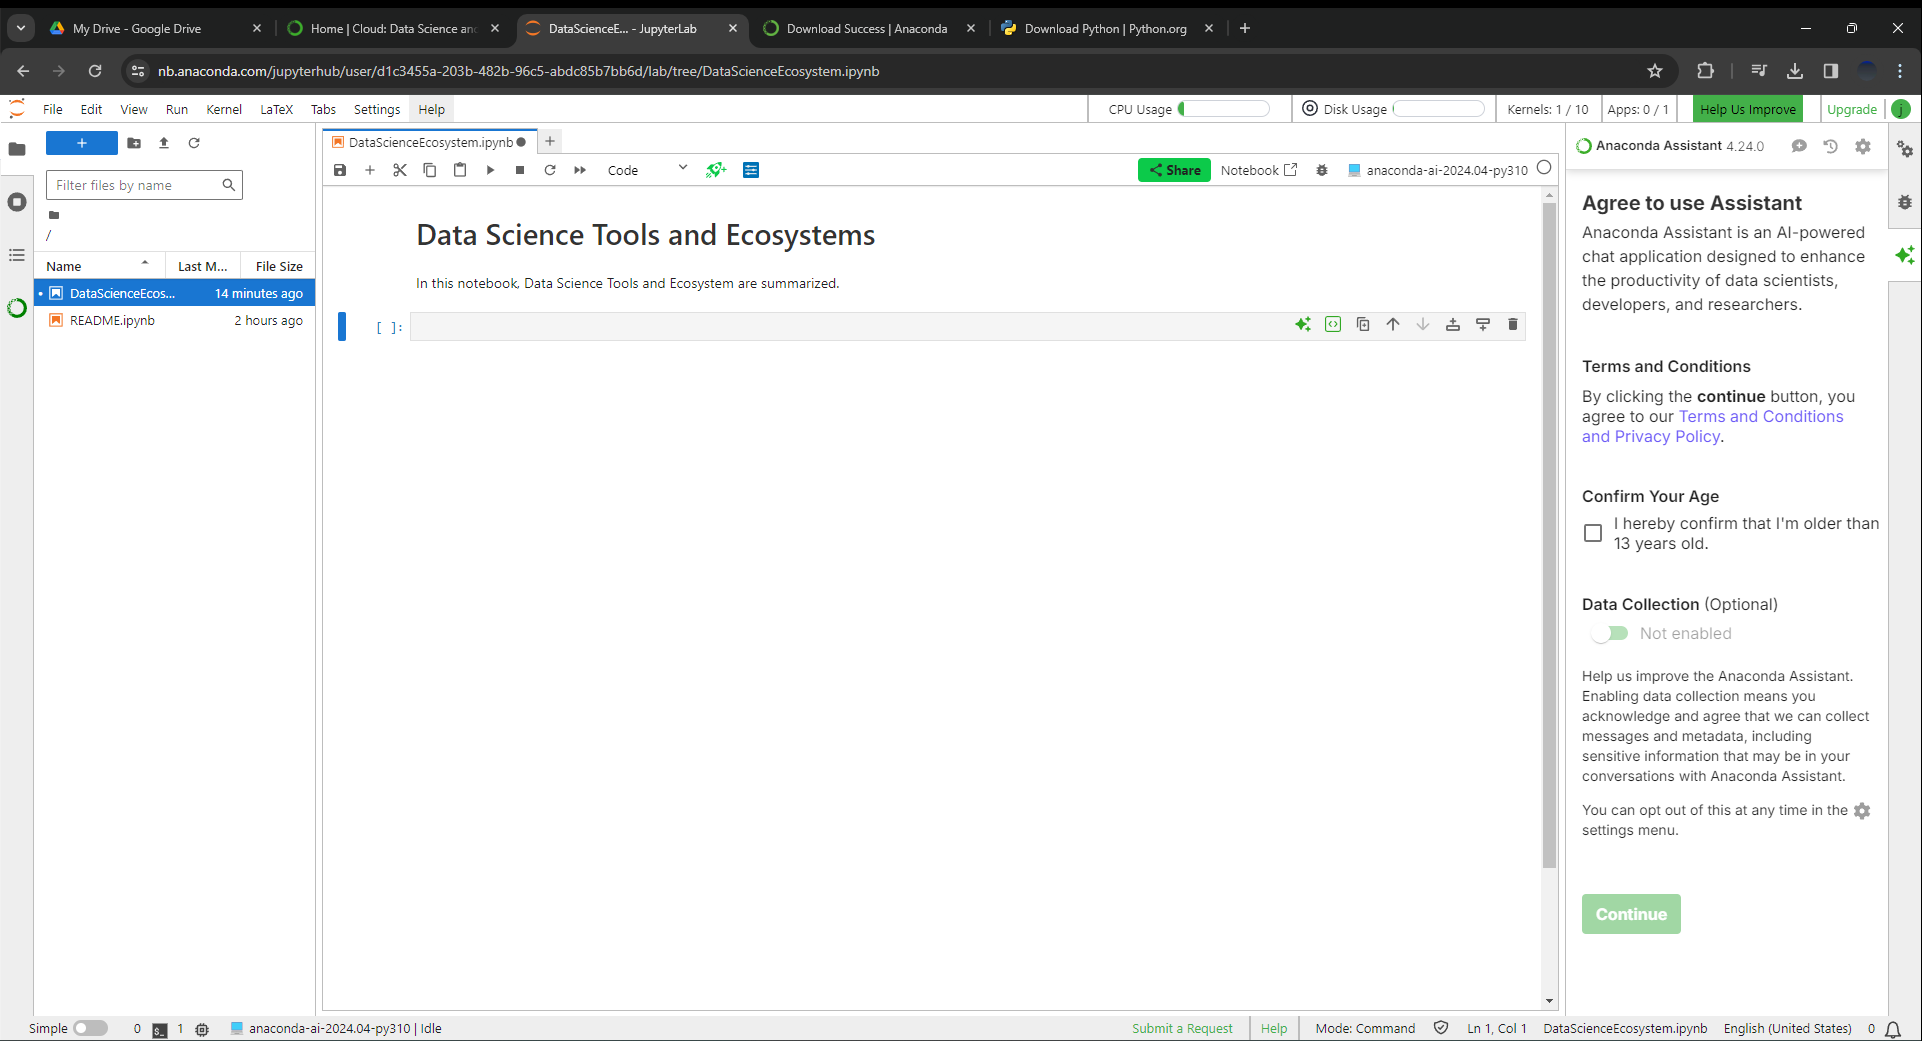 My Drive - Google Drive
Home | Cloud: Data Science and
DataScienceE... - JupyterLab
Download Success | Anaconda
Download Python | Python.org
nb.anaconda.com/jupyterhub/user/d1c3455a-203b-482b-96c5-abdc85b7bb6d/lab/tree/DataScienceEcosystem.ipynb
File Edit View Run Kernel LaTeX Tabs Settings Help
CPU Usage
Disk Usage
Kernels: 1 / 10
Apps: 0 / 1
Help Us Improve
Upgrade
j
Filter files by name
/
Name Last M... File Size
DataScienceEcos... 14 minutes ago
README.ipynb 2 hours ago
DataScienceEcosystem.ipynb
Code
Share
Notebook
anaconda-ai-2024.04-py310
Data Science Tools and Ecosystems
In this notebook, Data Science Tools and Ecosystem are summarized.
[ ]:
Anaconda Assistant 4.24.0
Agree to use Assistant
Anaconda Assistant is an AI-powered
chat application designed to enhance
the productivity of data scientists,
developers, and researchers.
Terms and Conditions
By clicking the continue button, you
agree to our Terms and Conditions
and Privacy Policy.
Confirm Your Age
I hereby confirm that I'm older than
13 years old.
Data Collection (Optional)
Not enabled
Help us improve the Anaconda Assistant.
Enabling data collection means you
acknowledge and agree that we can collect
messages and metadata, including
sensitive information that may be in your
conversations with Anaconda Assistant.
You can opt out of this at any time in the
settings menu.
Continue
Simple 0 1 anaconda-ai-2024.04-py310 | Idle
Submit a Request Help Mode: Command Ln 1, Col 1 DataScienceEcosystem.ipynb English (United States) 0